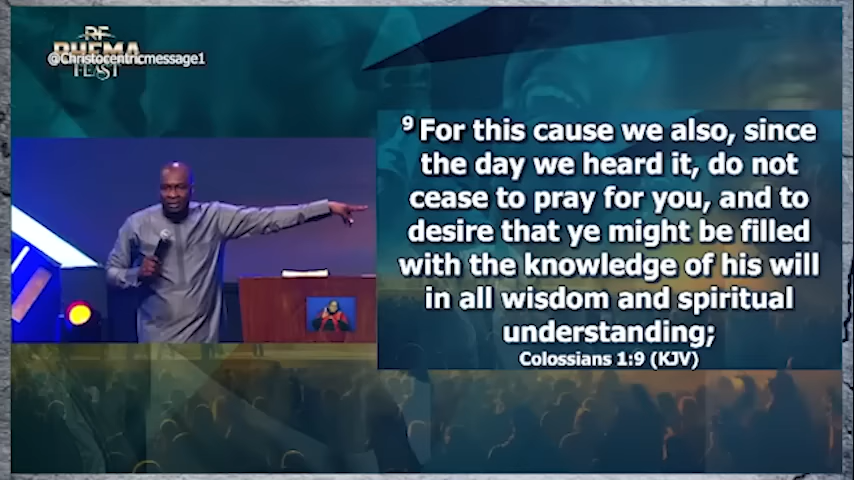 RF
RHEMA
@Christocentricmessage1
FEAST
9 For this cause we also, since
the day we heard it, do not
cease to pray for you, and to
desire that ye might be filled
with the knowledge of his will
in all wisdom and spiritual
understanding;
Colossians 1:9 (KJV)